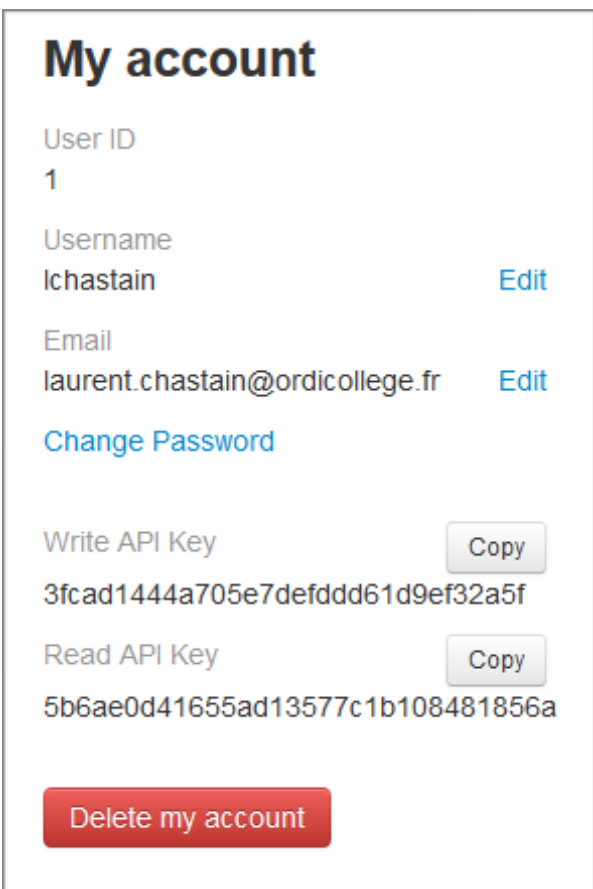 My account
User ID
1
Username
lchastain
Edit
Email
laurent.chastain@ordicollege.fr
Edit
Change Password
Write API Key
Copy
3fcad1444a705e7defddd61d9ef32a5f
Read API Key
Copy
5b6ae0d41655ad13577c1b108481856a
Delete my account